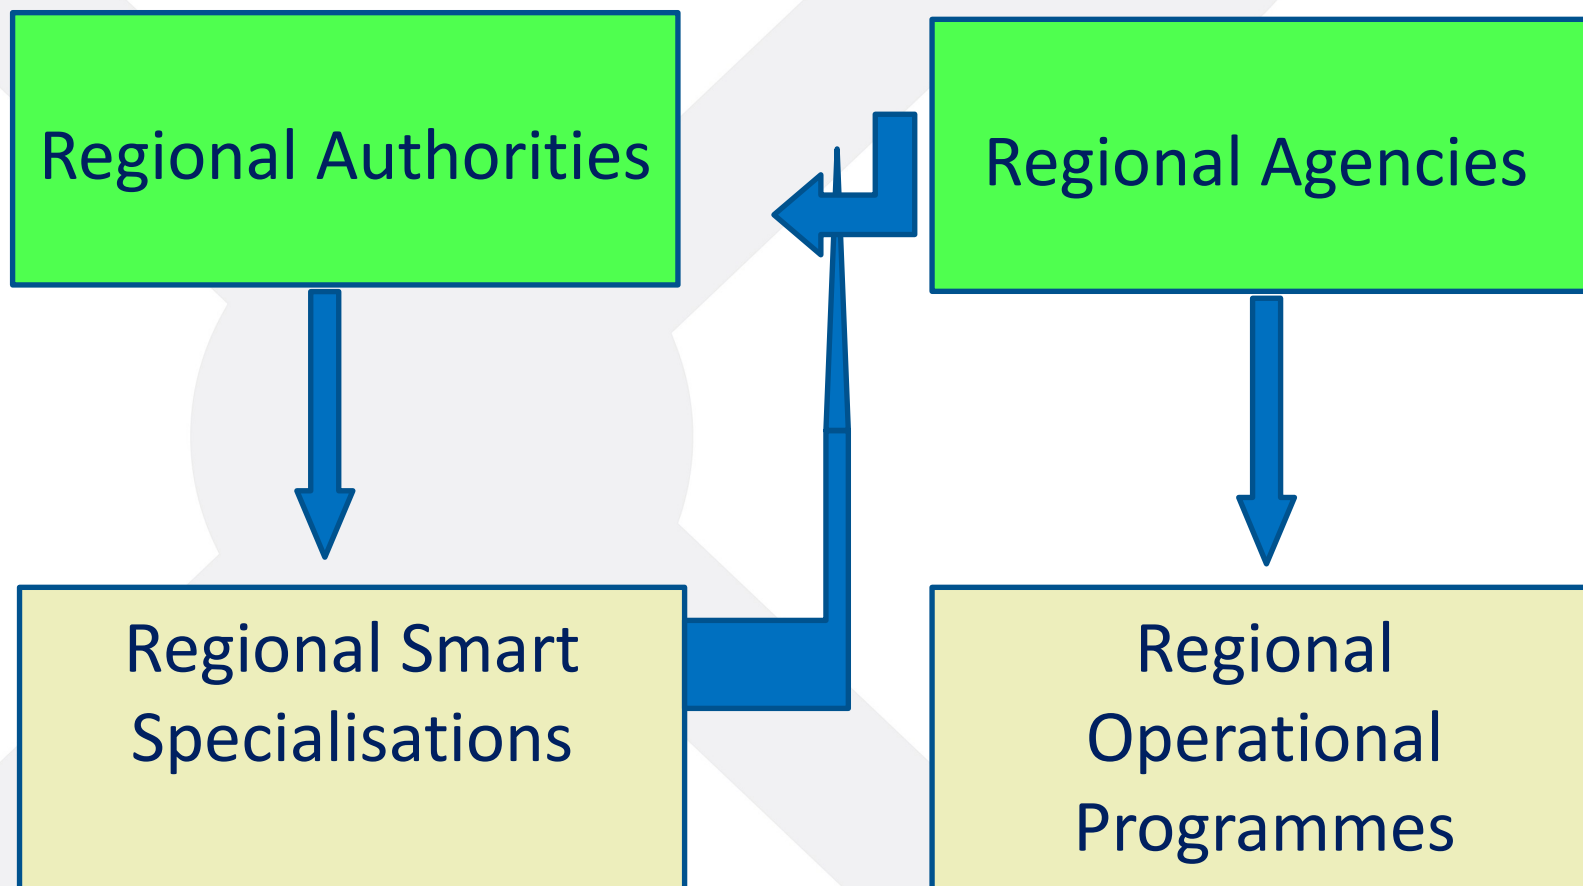 Regional Authorities
Regional Agencies
Regional Smart
Specialisations
Regional
Operational
Programmes